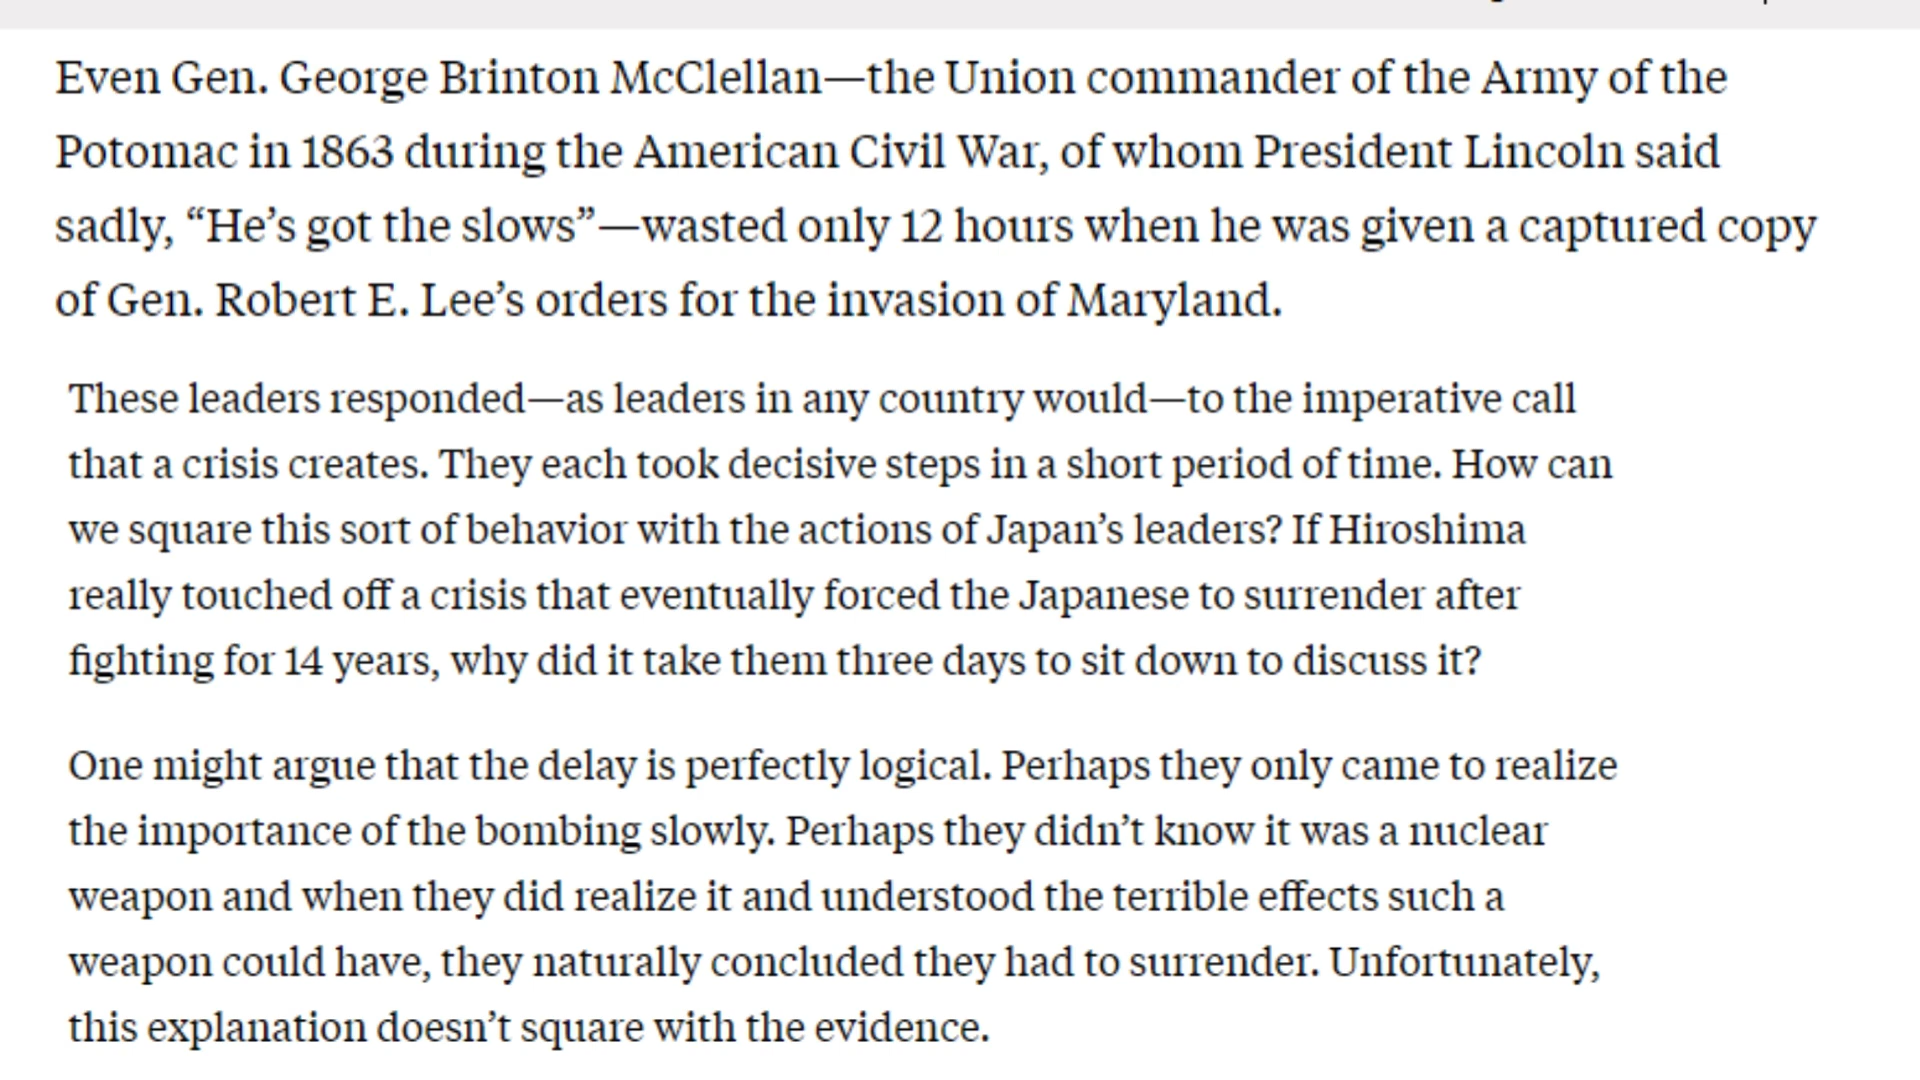 Even Gen. George Brinton McClellan—the Union commander of the Army of the
Potomac in 1863 during the American Civil War, of whom President Lincoln said
sadly, “He’s got the slows”—wasted only 12 hours when he was given a captured copy
of Gen. Robert E. Lee’s orders for the invasion of Maryland.
These leaders responded—as leaders in any country would—to the imperative call
that a crisis creates. They each took decisive steps in a short period of time. How can
we square this sort of behavior with the actions of Japan’s leaders? If Hiroshima
really touched off a crisis that eventually forced the Japanese to surrender after
fighting for 14 years, why did it take them three days to sit down to discuss it?
One might argue that the delay is perfectly logical. Perhaps they only came to realize
the importance of the bombing slowly. Perhaps they didn’t know it was a nuclear
weapon and when they did realize it and understood the terrible effects such a
weapon could have, they naturally concluded they had to surrender. Unfortunately,
this explanation doesn’t square with the evidence.